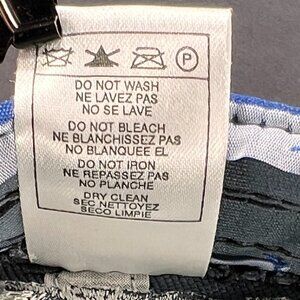 P
DO NOT WASH
NE LAVEZ PAS
NO SE LAVE
DO NOT BLEACH
NE BLANCHISSEZ PAS
NO BLANQUEE EL
DO NOT IRON
NE REPASSEZ PAS
NO PLANCHE
DRY CLEAN
SEC NETTOYEZ
SECO LIMPIE